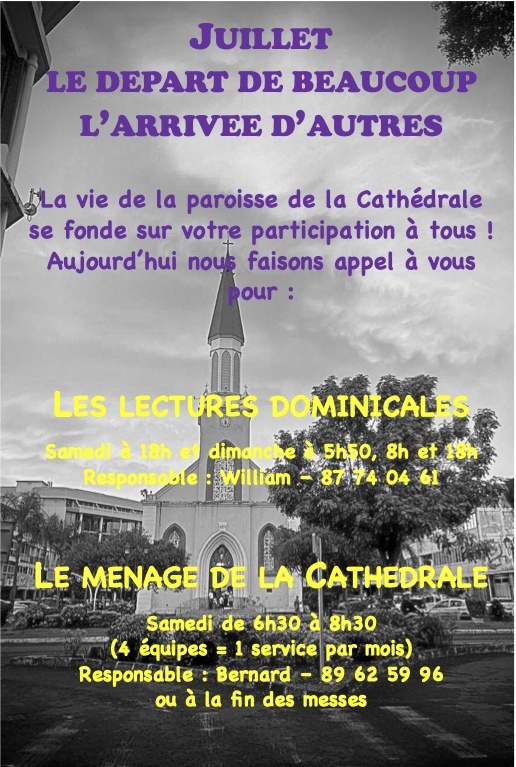 JUILLET
LE DEPART DE BEAUCOUP
L’ARRIVEE D’AUTRES
La vie de la paroisse de la Cathédrale
se fonde sur votre participation à tous !
Aujourd’hui nous faisons appel à vous
pour :
LES LECTURES DOMINICALES
Samedi à 18h et dimanche à 5h50, 8h et 18h
Responsable : William – 87 74 04 61
LE MENAGE DE LA CATHEDRALE
Samedi de 6h30 à 8h30
(4 équipes = 1 service par mois)
Responsable : Bernard – 89 62 59 96
ou à la fin des messes